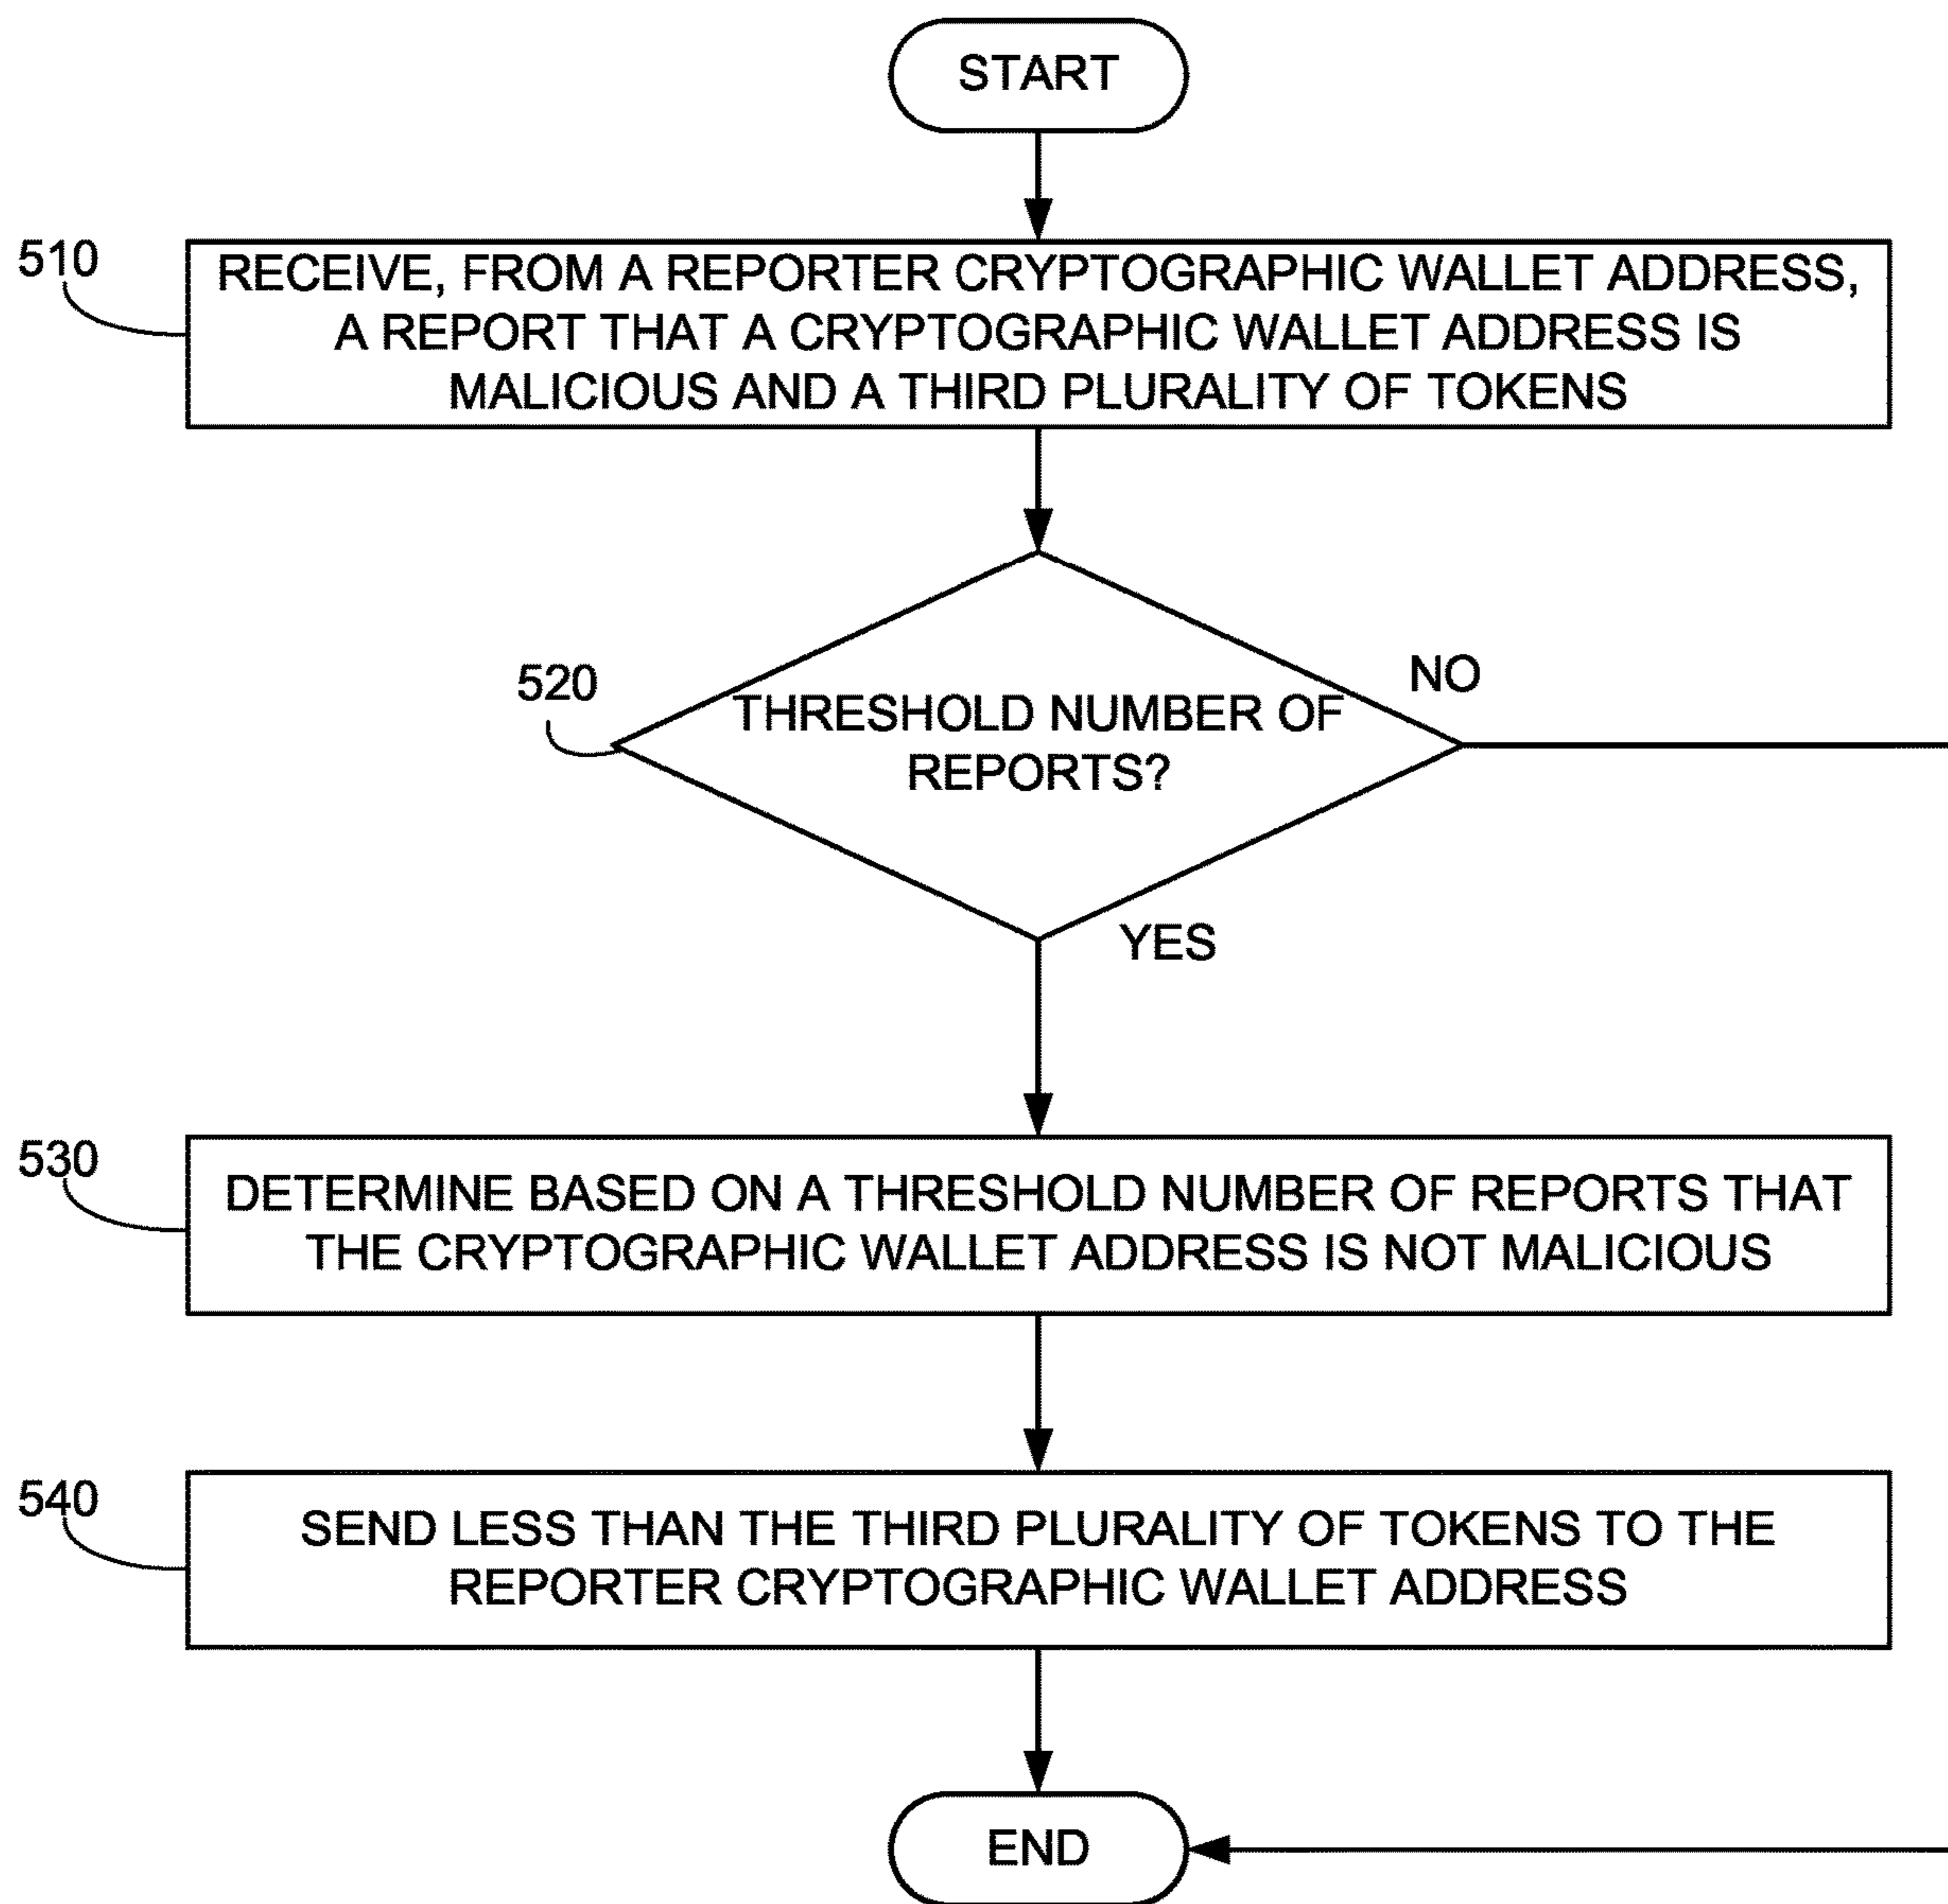 START
510
RECEIVE, FROM A REPORTER CRYPTOGRAPHIC WALLET ADDRESS,
A REPORT THAT A CRYPTOGRAPHIC WALLET ADDRESS IS
MALICIOUS AND A THIRD PLURALITY OF TOKENS
520
THRESHOLD NUMBER OF
REPORTS?
NO
YES
530
DETERMINE BASED ON A THRESHOLD NUMBER OF REPORTS THAT
THE CRYPTOGRAPHIC WALLET ADDRESS IS NOT MALICIOUS
540
SEND LESS THAN THE THIRD PLURALITY OF TOKENS TO THE
REPORTER CRYPTOGRAPHIC WALLET ADDRESS
END